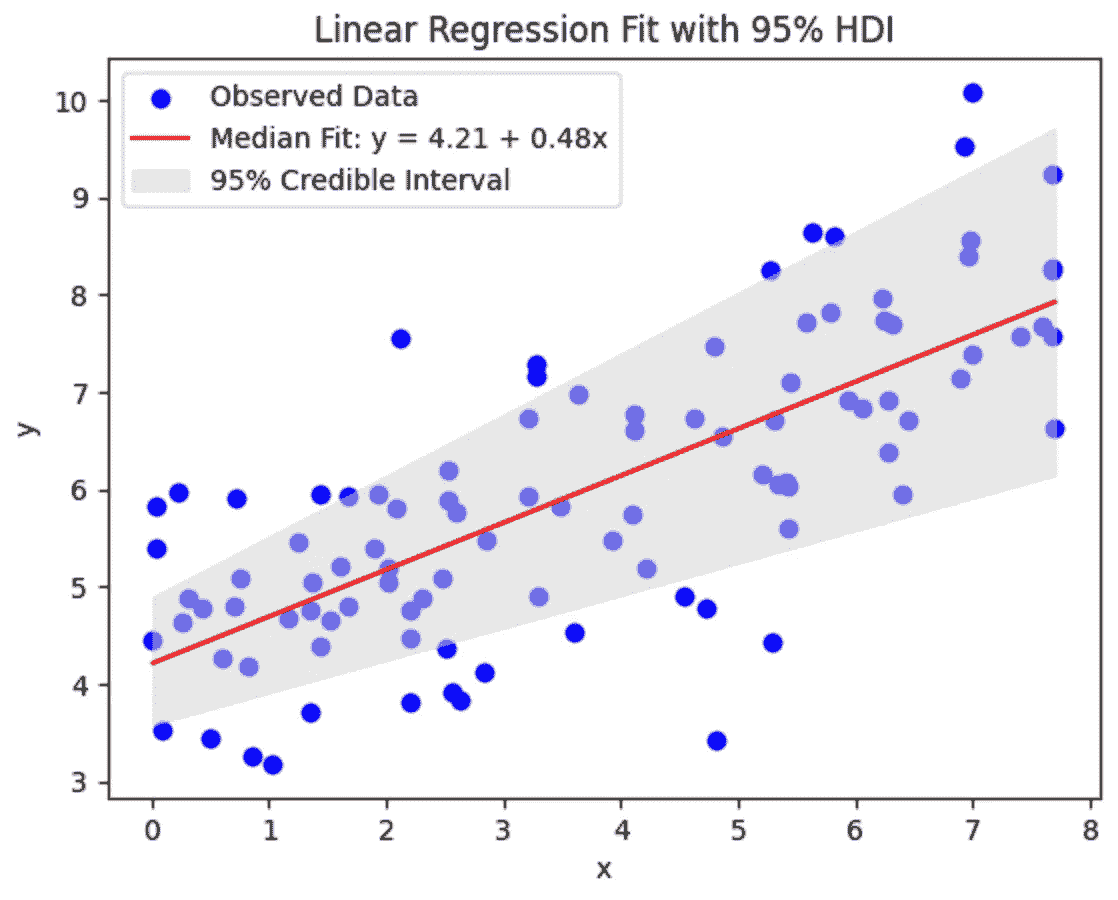 Linear Regression Fit with 95% HDI
Observed Data
Median Fit: y = 4.21 + 0.48x
95% Credible Interval
10
9
8
7
6
5
4
3
y
0 1 2 3 4 5 6 7 8
x